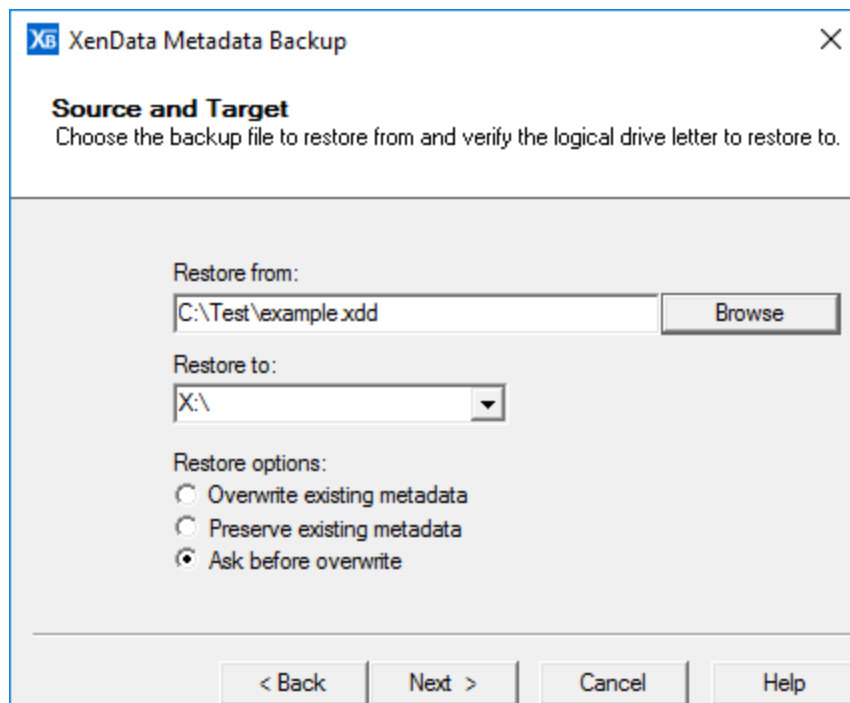 XB XenData Metadata Backup
Source and Target
Choose the backup file to restore from and verify the logical drive letter to restore to.
Restore from:
C:\Test\example.xdd Browse
Restore to:
X:\
Restore options:
Overwrite existing metadata
Preserve existing metadata
Ask before overwrite
< Back Next > Cancel Help